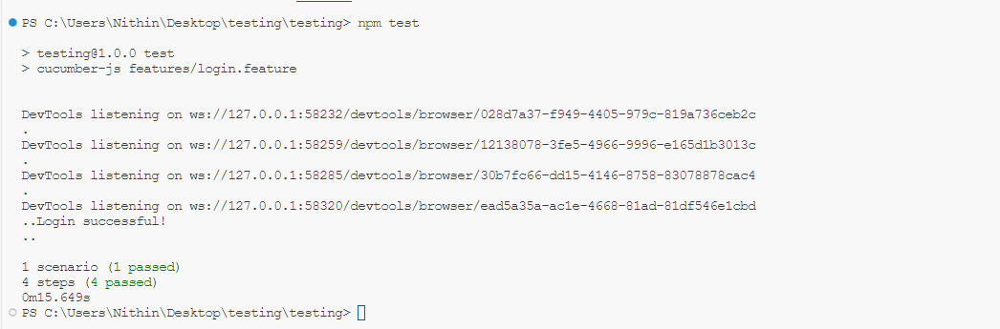 PS C:\Users\Nithin\Desktop\testing\testing> npm test
> testing@1.0.0 test
> cucumber-js features/login.feature
DevTools listening on ws://127.0.0.1:58232/devtools/browser/028d7a37-f949-4405-979c-819a736ceb2c
.
DevTools listening on ws://127.0.0.1:58259/devtools/browser/12138078-3fe5-4966-9996-e165d1b3013c
.
DevTools listening on ws://127.0.0.1:58285/devtools/browser/30b7fc66-dd15-4146-8758-83078878cac4
.
DevTools listening on ws://127.0.0.1:58320/devtools/browser/ead5a35a-ac1e-4668-81ad-81df546e1cbd
..Login successful!
..
1 scenario (1 passed)
4 steps (4 passed)
0m15.649s
PS C:\Users\Nithin\Desktop\testing\testing>